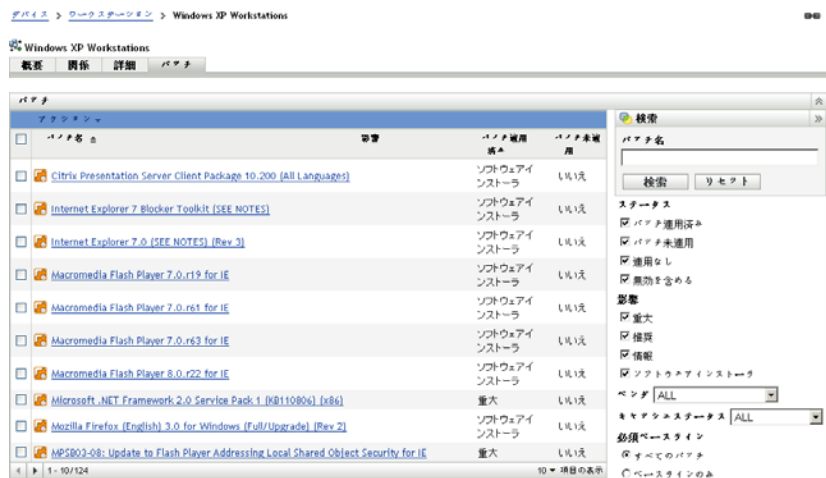 デバイス > ワークステーション > Windows XP Workstations
Windows XP Workstations
概要 関係 詳細 パッチ
パッチ
アクション
パッチ名 影響 パッチ適用済み パッチ未適用
Citrix Presentation Server Client Package 10.200 (All Languages) ソフトウェアインストーラ いいえ
Internet Explorer 7 Blocker Toolkit (SEE NOTES) ソフトウェアインストーラ いいえ
Internet Explorer 7.0 (SEE NOTES) (Rev 3) ソフトウェアインストーラ いいえ
Macromedia Flash Player 7.0.r19 for IE ソフトウェアインストーラ いいえ
Macromedia Flash Player 7.0.r61 for IE ソフトウェアインストーラ いいえ
Macromedia Flash Player 7.0.r63 for IE ソフトウェアインストーラ いいえ
Macromedia Flash Player 8.0.r22 for IE ソフトウェアインストーラ いいえ
Microsoft .NET Framework 2.0 Service Pack 1 (KB110806) (x86) 重大 いいえ
Mozilla Firefox (English) 3.0 for Windows (Full/Upgrade) (Rev 2) ソフトウェアインストーラ いいえ
MPSB03-08: Update to Flash Player Addressing Local Shared Object Security for IE 重大 いいえ
1 - 10/124 10 項目の表示
検索
パッチ名
検索 リセット
ステータス
パッチ適用済み
パッチ未適用
適用なし
無効を含める
影響
重大
推奨
情報
ソフトウェアインストーラ
ベンダ ALL
キャッシュステータス ALL
必須ベースライン
すべてのパッチ
ベースラインのみ